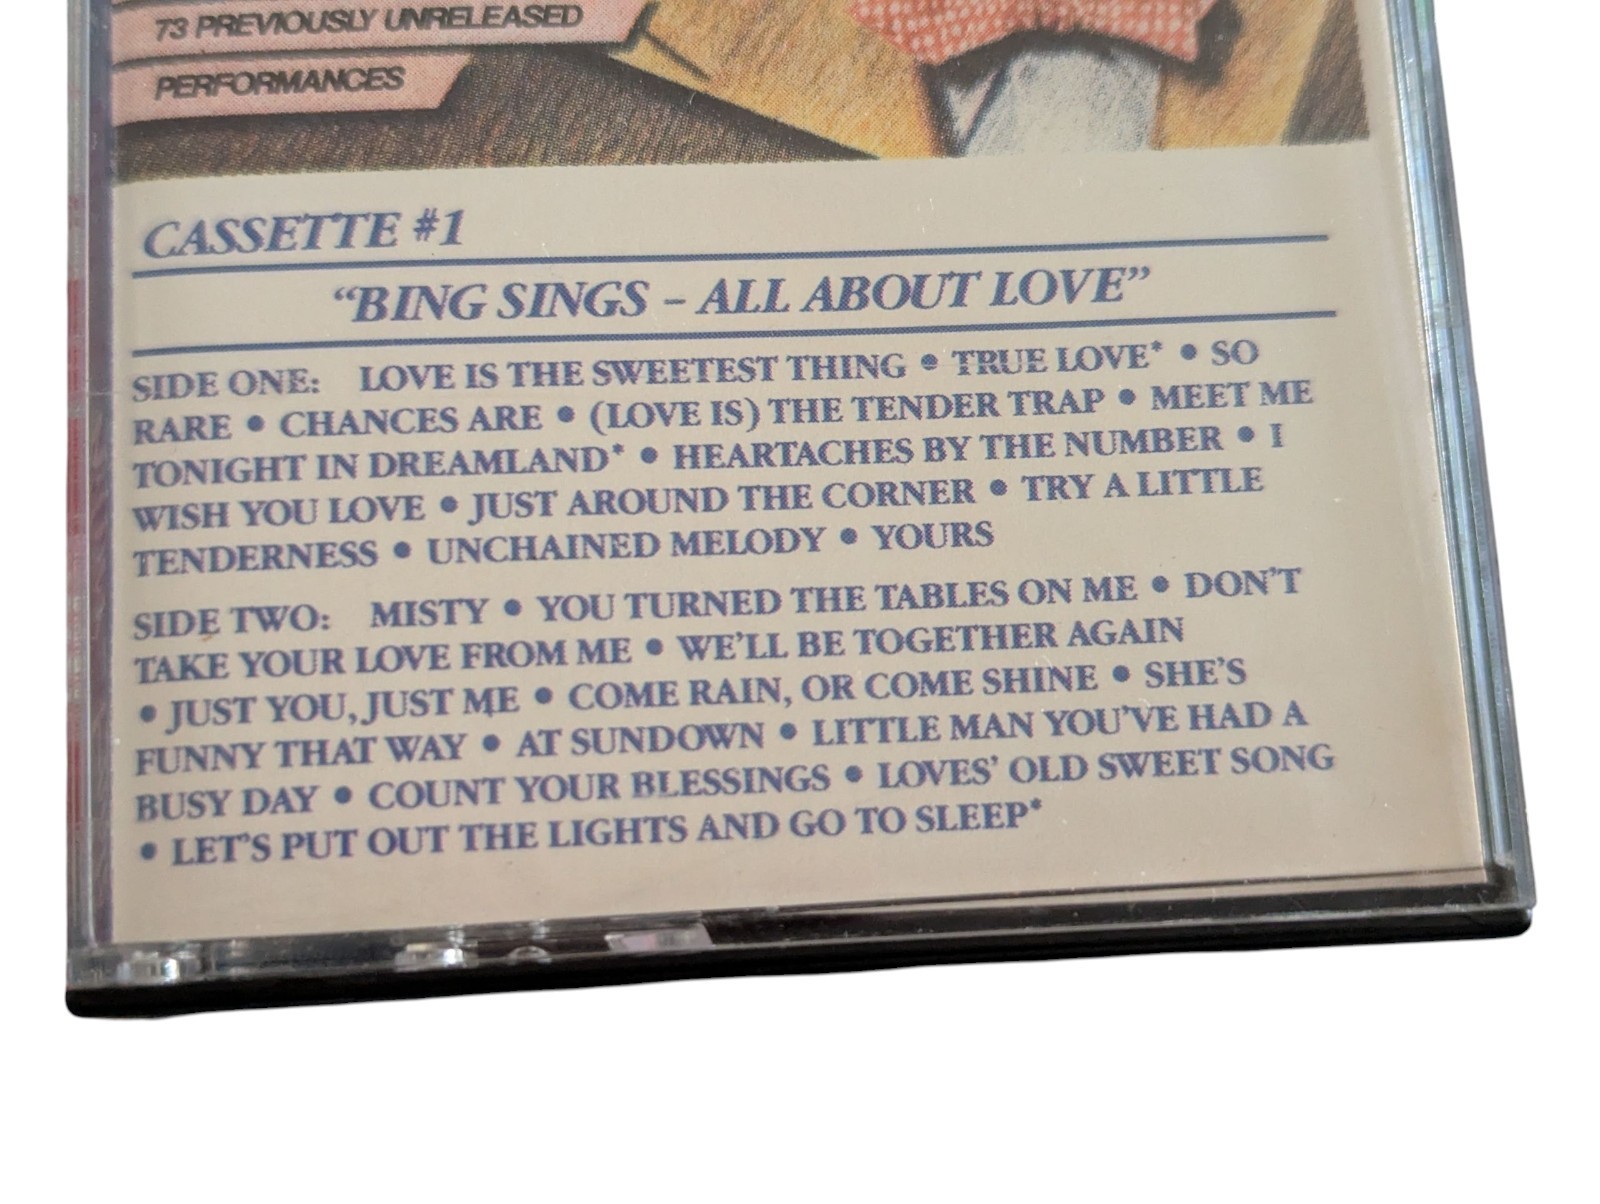 73 PREVIOUSLY UNRELEASED
PERFORMANCES
CASSETTE #1
"BING SINGS – ALL ABOUT LOVE"
SIDE ONE: LOVE IS THE SWEETEST THING • TRUE LOVE* • SO
RARE • CHANCES ARE • (LOVE IS) THE TENDER TRAP • MEET ME
TONIGHT IN DREAMLAND* • HEARTACHES BY THE NUMBER • I
WISH YOU LOVE • JUST AROUND THE CORNER • TRY A LITTLE
TENDERNESS • UNCHAINED MELODY • YOURS
SIDE TWO: MISTY • YOU TURNED THE TABLES ON ME • DON'T
TAKE YOUR LOVE FROM ME • WE'LL BE TOGETHER AGAIN
• JUST YOU, JUST ME • COME RAIN, OR COME SHINE • SHE'S
FUNNY THAT WAY • AT SUNDOWN • LITTLE MAN YOU'VE HAD A
BUSY DAY • COUNT YOUR BLESSINGS • LOVES' OLD SWEET SONG
• LET'S PUT OUT THE LIGHTS AND GO TO SLEEP*